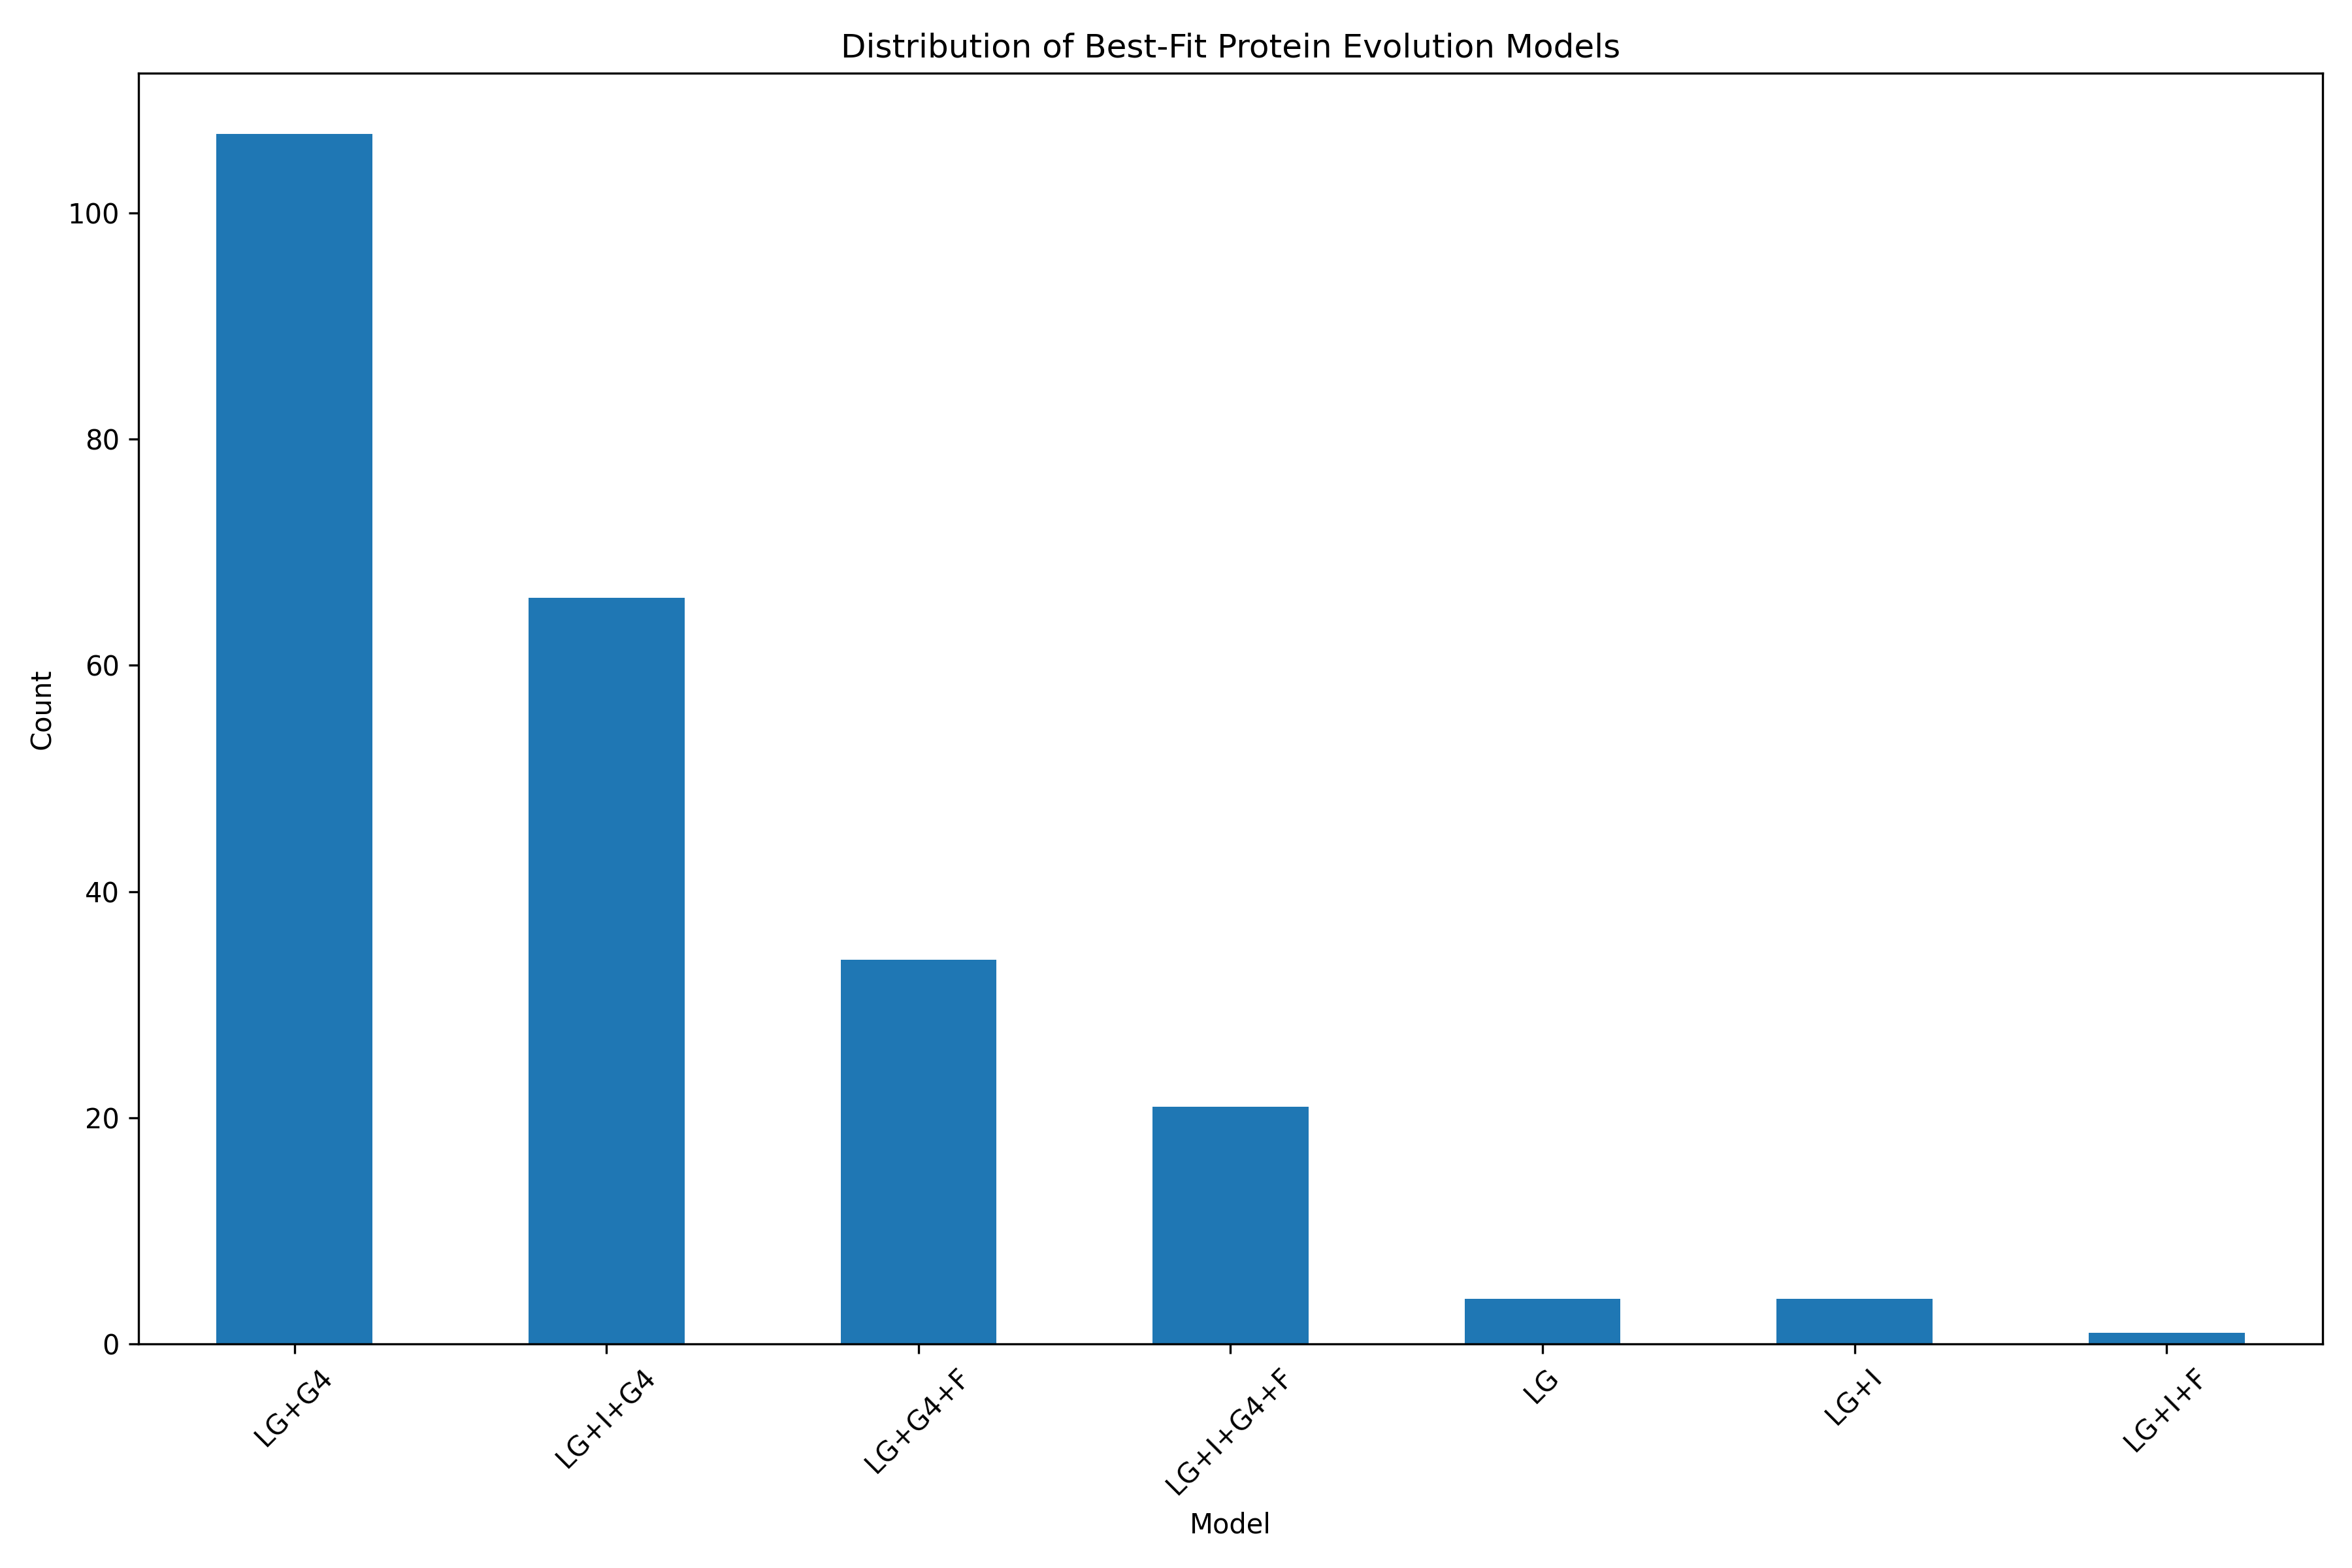 Distribution of Best-Fit Protein Evolution Models
Count
100
80
60
40
20
0
LG+G4
LG+I+G4
LG+G4+F
LG+I+G4+F
LG
LG+I
LG+I+F
Model